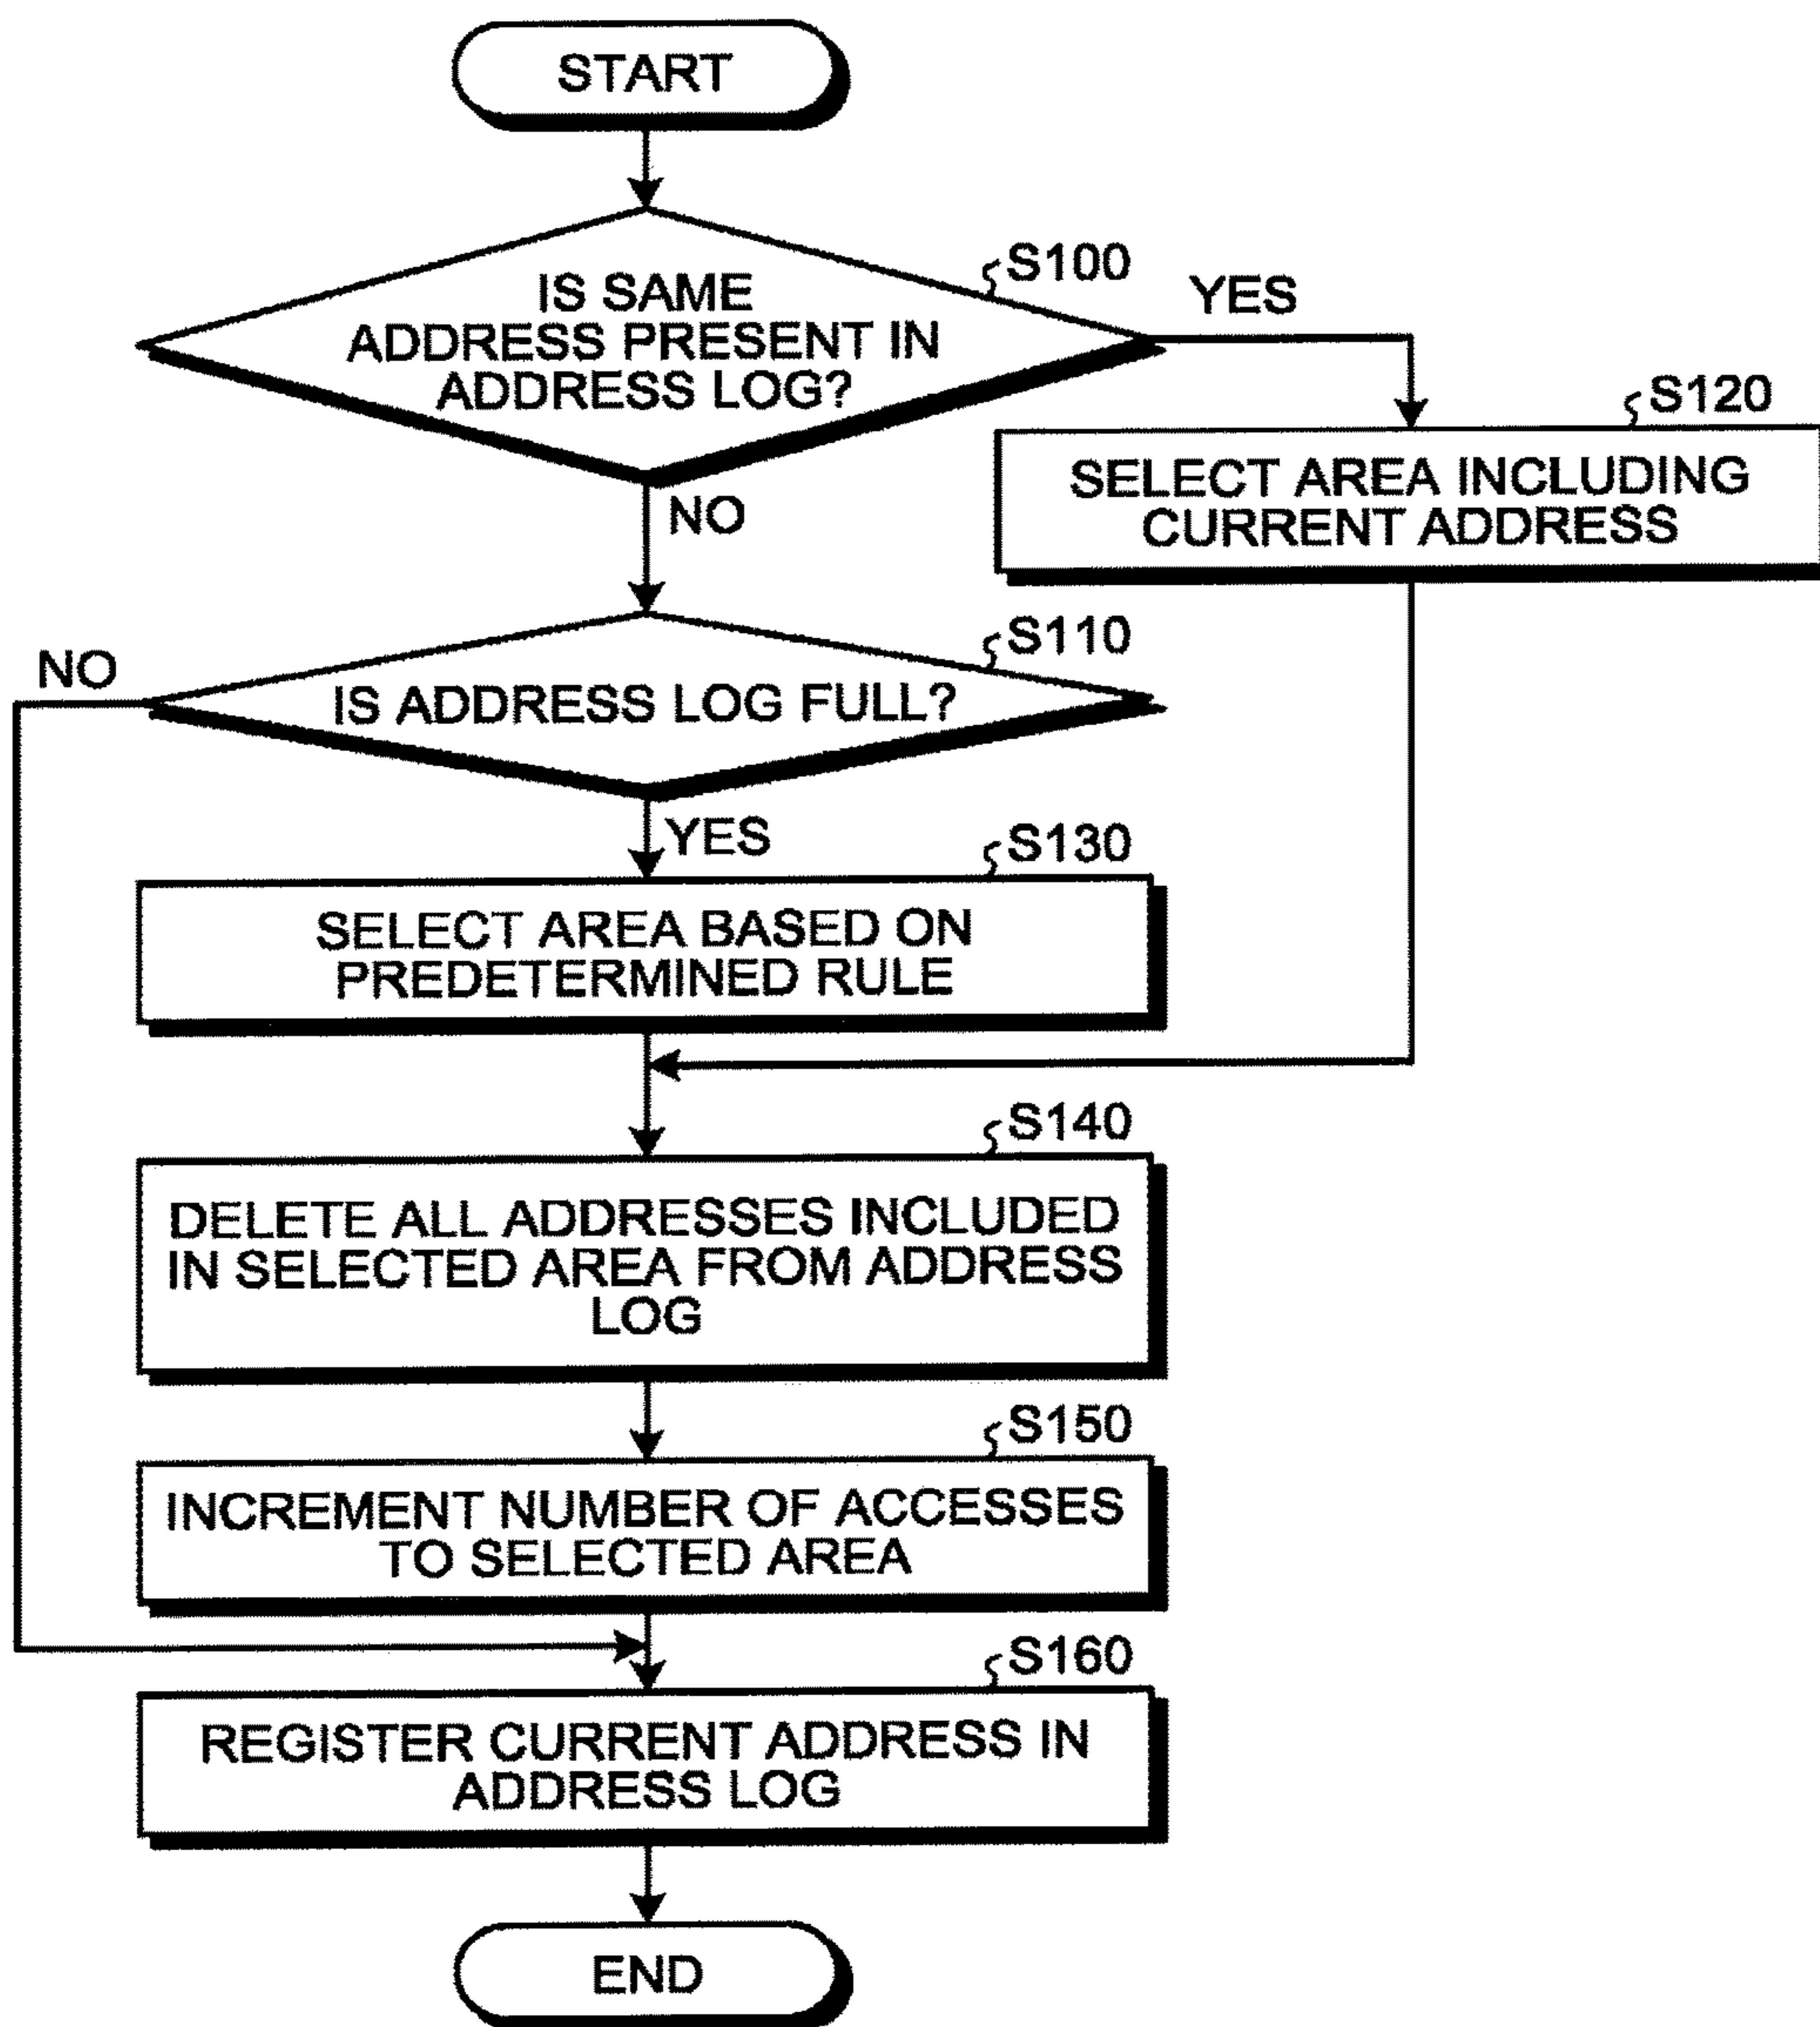 START
S100
IS SAME
ADDRESS PRESENT IN
ADDRESS LOG?
YES
S120
SELECT AREA INCLUDING
CURRENT ADDRESS
NO
S110
NO
IS ADDRESS LOG FULL?
YES
S130
SELECT AREA BASED ON
PREDETERMINED RULE
S140
DELETE ALL ADDRESSES INCLUDED
IN SELECTED AREA FROM ADDRESS
LOG
S150
INCREMENT NUMBER OF ACCESSES
TO SELECTED AREA
S160
REGISTER CURRENT ADDRESS IN
ADDRESS LOG
END